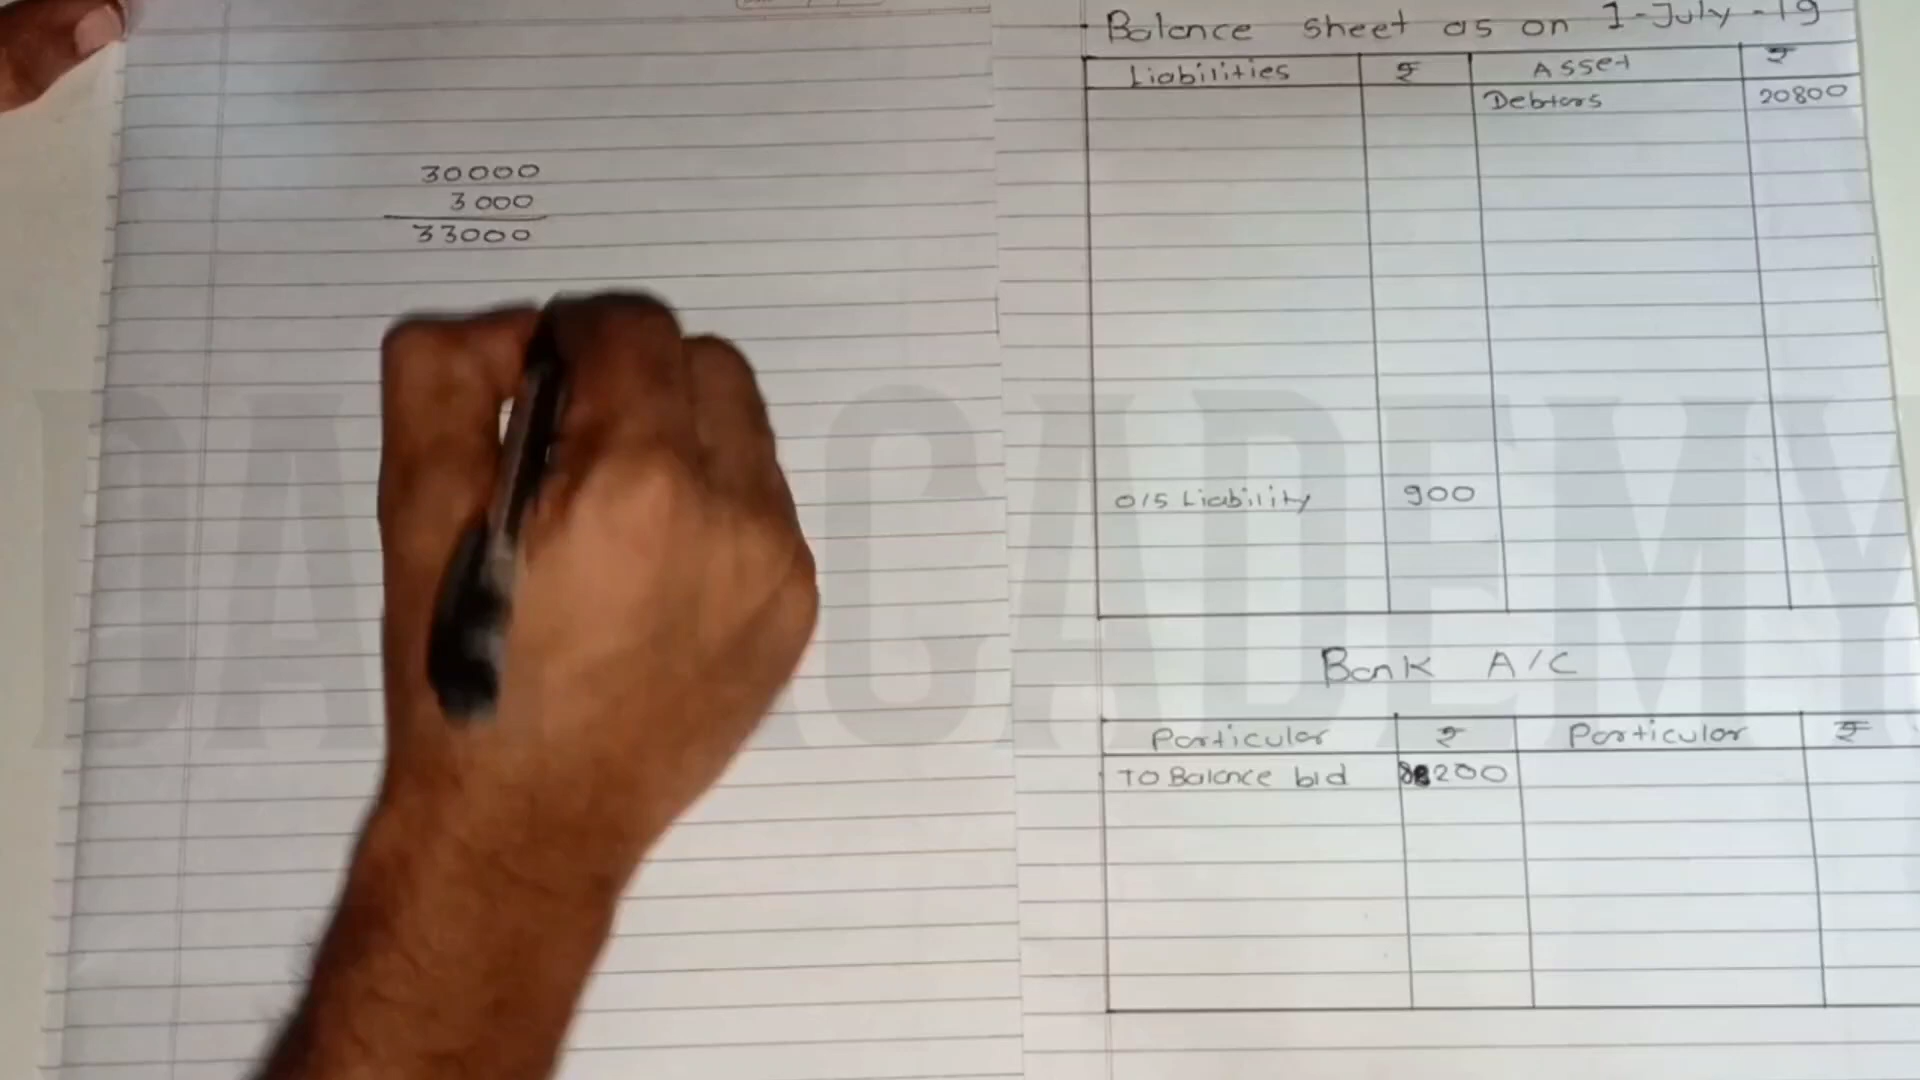 30000
3000
33000
Balance sheet as on 1-July-19
Liabilities ₹ Asset ₹
Debtors 20800
O/S Liability 900
Bank A/C
Particular ₹ Particular ₹
TO Balance b/d
ACADEMY